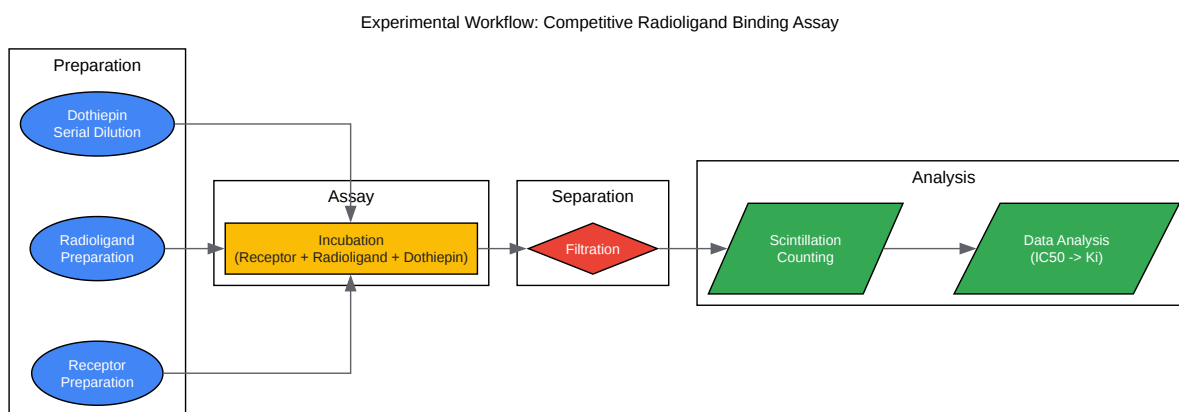 Experimental Workflow: Competitive Radioligand Binding Assay
Preparation
Dothiepin
Serial Dilution
Radioligand
Preparation
Receptor
Preparation
Assay
Incubation
(Receptor + Radioligand + Dothiepin)
Separation
Filtration
Analysis
Scintillation
Counting
Data Analysis
(IC50 -> Ki)